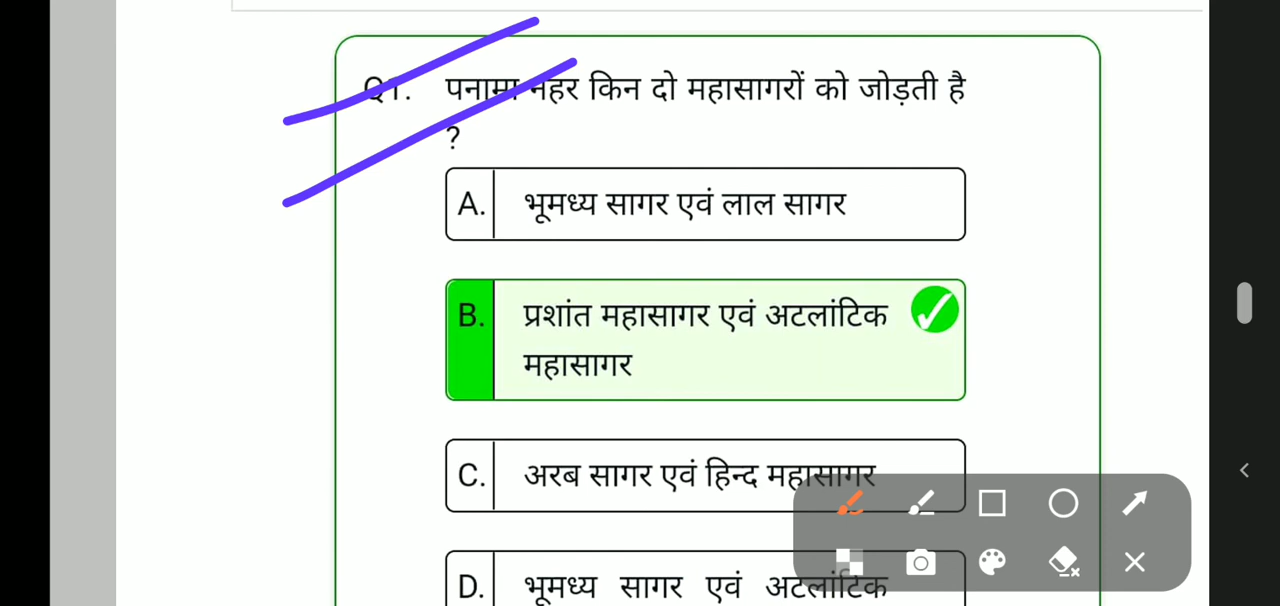 Q1. पनामा नहर किन दो महासागरों को जोड़ती है
?
A. भूमध्य सागर एवं लाल सागर
B. प्रशांत महासागर एवं अटलांटिक
महासागर
C. अरब सागर एवं हिन्द महासागर
D. भूमध्य सागर एवं अटलांटिक